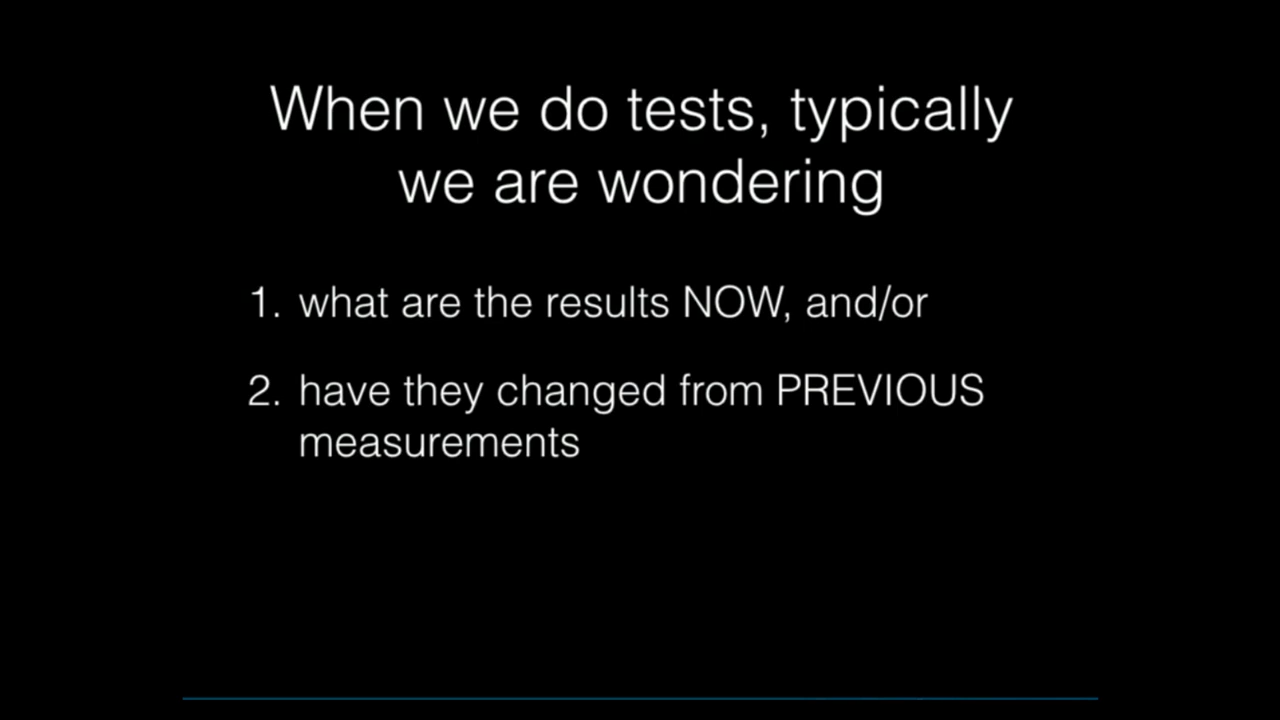 When we do tests, typically
we are wondering
1. what are the results NOW, and/or
2. have they changed from PREVIOUS
measurements